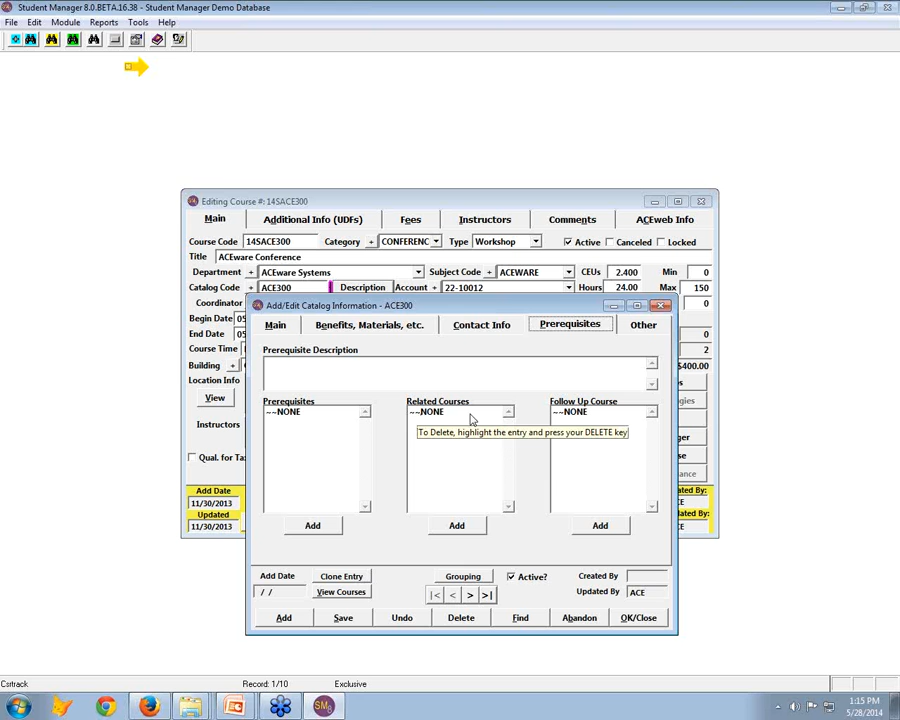 Student Manager 8.0.BETA.16.38 - Student Manager Demo Database
File Edit Module Reports Tools Help
Editing Course #: 14SACE300
Main Additional Info (UDFs) Fees Instructors Comments ACEweb Info
Course Code 14SACE300 Category + CONFERENC Type Workshop Active Canceled Locked
Title ACEware Conference
Department + ACEware Systems Subject Code + ACEWARE CEUs 2.400 Min 0
Catalog Code + ACE300 Description Account + 22-10012 Hours 24.00 Max 150
Coordinator
Begin Date 05
End Date 05 0
Course Time 2
Building + $400.00
Location Info
View
Instructors
Qual. for Ta
Add Date
11/30/2013
Updated
11/30/2013
Add/Edit Catalog Information - ACE300
Main Benefits, Materials, etc. Contact Info Prerequisites Other
Prerequisite Description
Prerequisites Related Courses Follow Up Course
~~NONE ~~NONE ~~NONE
To Delete, highlight the entry and press your DELETE key
Add Add Add
Add Date Clone Entry Grouping Active? Created By
/ / View Courses |< < > >| Updated By ACE
Add Save Undo Delete Find Abandon OK/Close
Csrtrack Record: 1/10 Exclusive
1:15 PM
5/28/2014